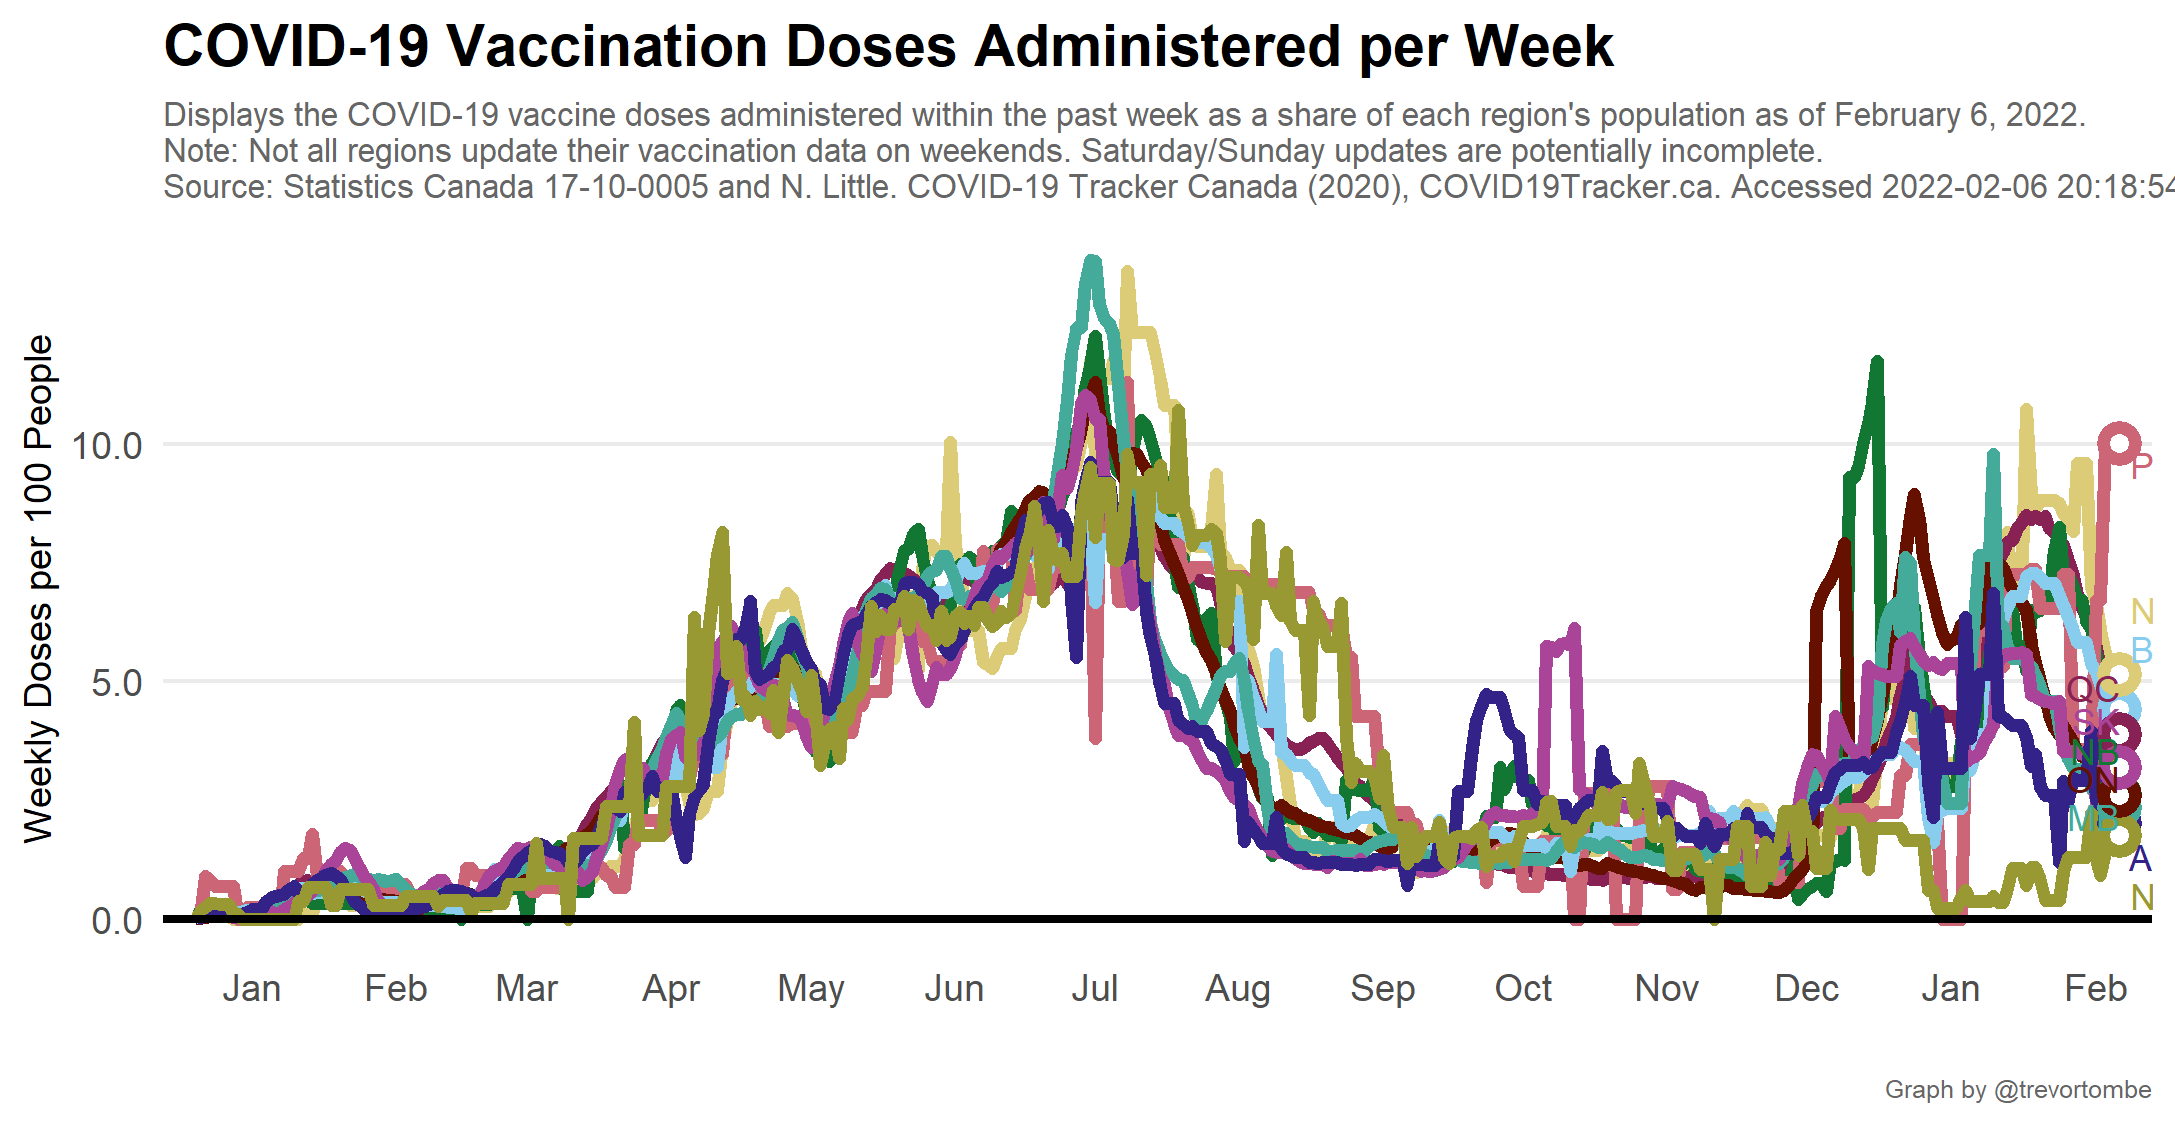 COVID-19 Vaccination Doses Administered per Week
Displays the COVID-19 vaccine doses administered within the past week as a share of each region's population as of February 6, 2022.
Note: Not all regions update their vaccination data on weekends. Saturday/Sunday updates are potentially incomplete.
Source: Statistics Canada 17-10-0005 and N. Little. COVID-19 Tracker Canada (2020), COVID19Tracker.ca. Accessed 2022-02-06 20:18:54
Weekly Doses per 100 People
10.0
5.0
0.0
P
N
B
QC
SK
NB
ON
MB
A
N
Jan Feb Mar Apr May Jun Jul Aug Sep Oct Nov Dec Jan Feb
Graph by @trevortombe